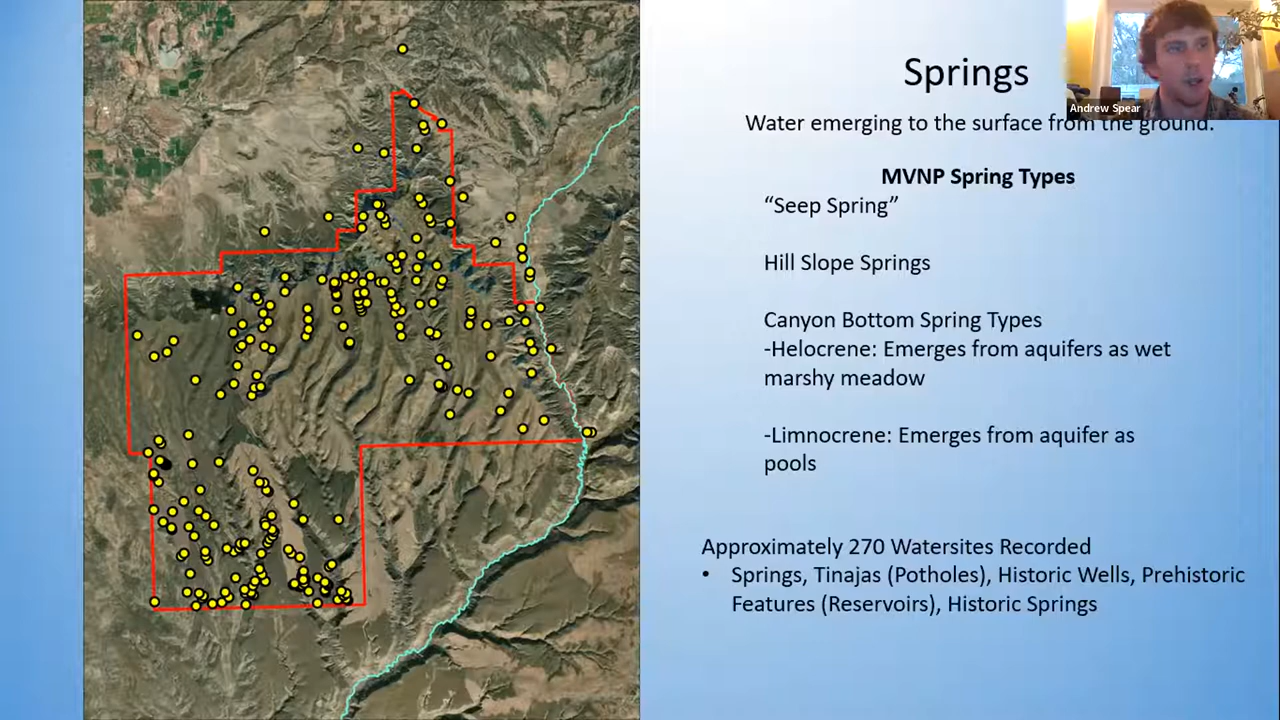 Springs
Andrew Spear
Water emerging to the surface from the ground.
MVNP Spring Types
“Seep Spring”
Hill Slope Springs
Canyon Bottom Spring Types
-Helocrene: Emerges from aquifers as wet
marshy meadow
-Limnocrene: Emerges from aquifer as
pools
Approximately 270 Watersites Recorded
• Springs, Tinajas (Potholes), Historic Wells, Prehistoric
Features (Reservoirs), Historic Springs